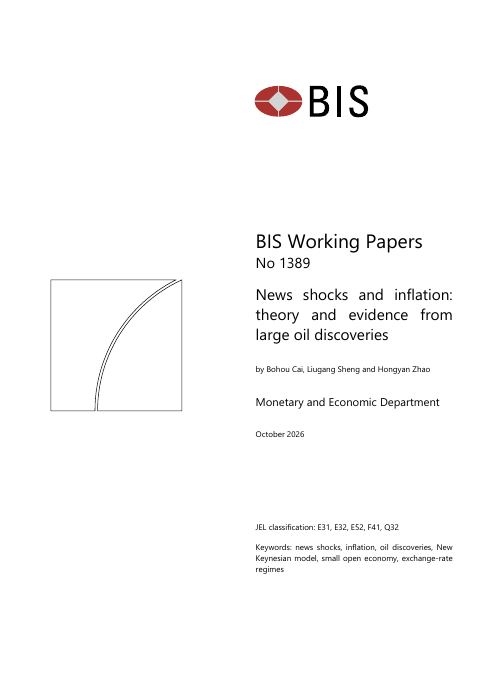 BIS
BIS Working Papers
No 1389
News shocks and inflation:
theory and evidence from
large oil discoveries
by Bohou Cai, Liugang Sheng and Hongyan Zhao
Monetary and Economic Department
October 2026
JEL classification: E31, E32, E52, F41, Q32
Keywords: news shocks, inflation, oil discoveries, New
Keynesian model, small open economy, exchange-rate
regimes